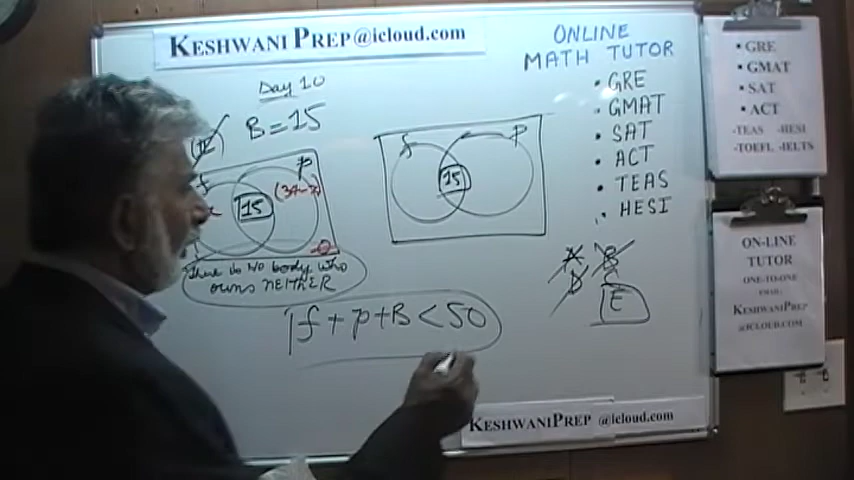 KESHWANI PREP@icloud.com
Day 10
B=15
f
p
15
(34-x)
x
0
There is No body who
owns NEITHER
f
p
15
f+p+B<50
ONLINE
MATH TUTOR
• GRE
• GMAT
• SAT
• ACT
• TEAS
• HESI
A B
C
D
E
KESHWANIPREP @icloud.com
• GRE
• GMAT
• SAT
• ACT
-TEAS -HESI
-TOEFL -IELTS
ON-LINE
TUTOR
ONE-TO-ONE
EMAIL:
KESHWANIPREP
@ICLOUD.COM